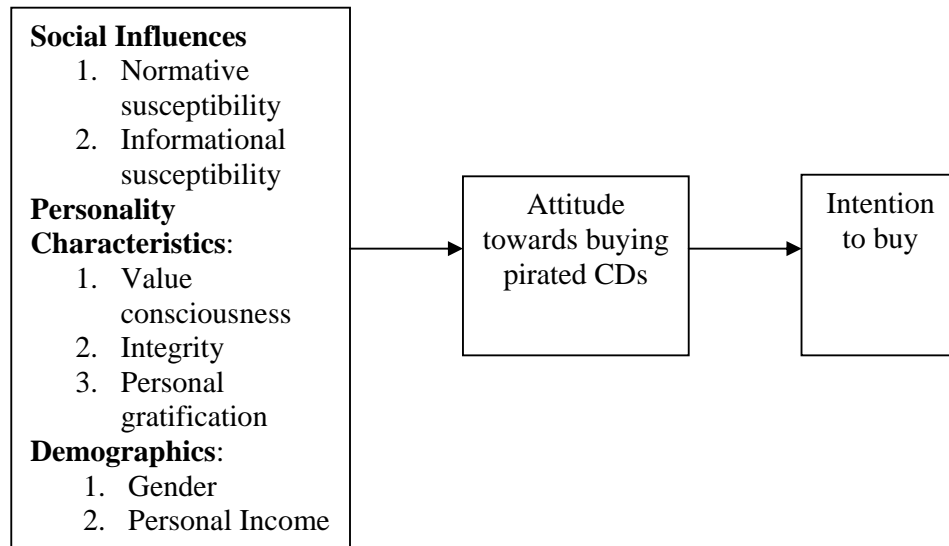 Social Influences
1. Normative
susceptibility
2. Informational
susceptibility
Personality
Characteristics:
1. Value
consciousness
2. Integrity
3. Personal
gratification
Demographics:
1. Gender
2. Personal Income
Attitude
towards buying
pirated CDs
Intention
to buy